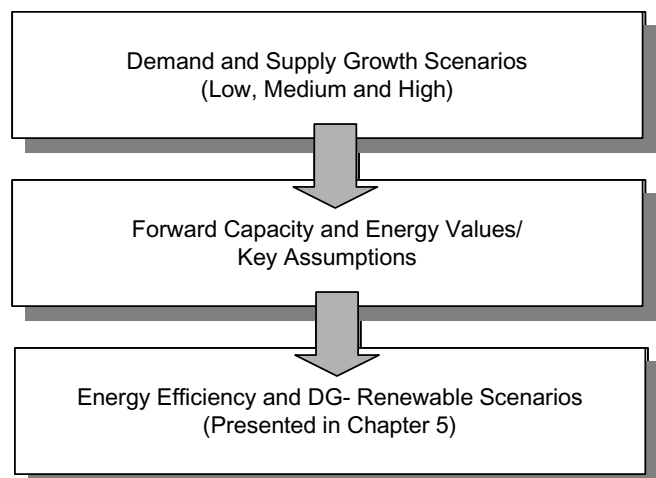 Demand and Supply Growth Scenarios
(Low, Medium and High)
Forward Capacity and Energy Values/
Key Assumptions
Energy Efficiency and DG- Renewable Scenarios
(Presented in Chapter 5)